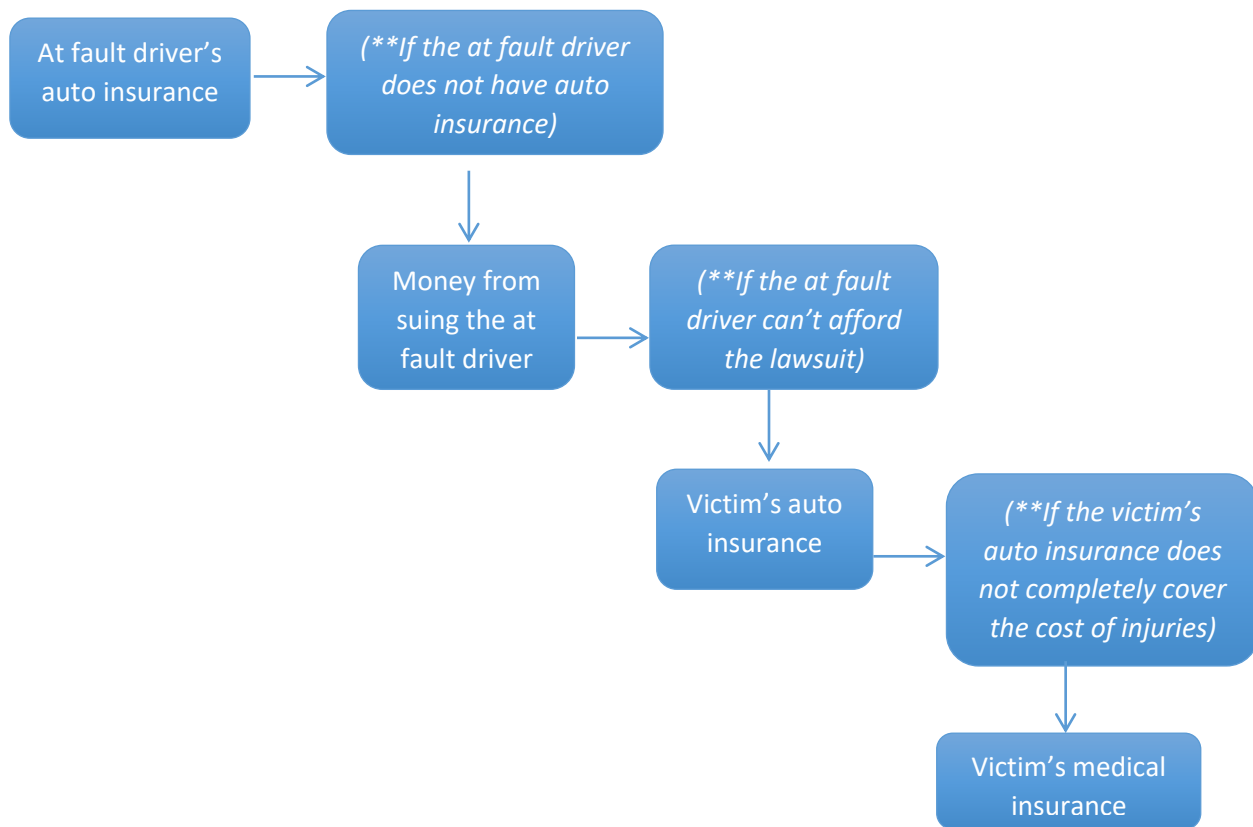 At fault driver’s
auto insurance
(**If the at fault driver
does not have auto
insurance)
Money from
suing the at
fault driver
(**If the at fault
driver can’t afford
the lawsuit)
Victim’s auto
insurance
(**If the victim’s
auto insurance does
not completely cover
the cost of injuries)
Victim’s medical
insurance